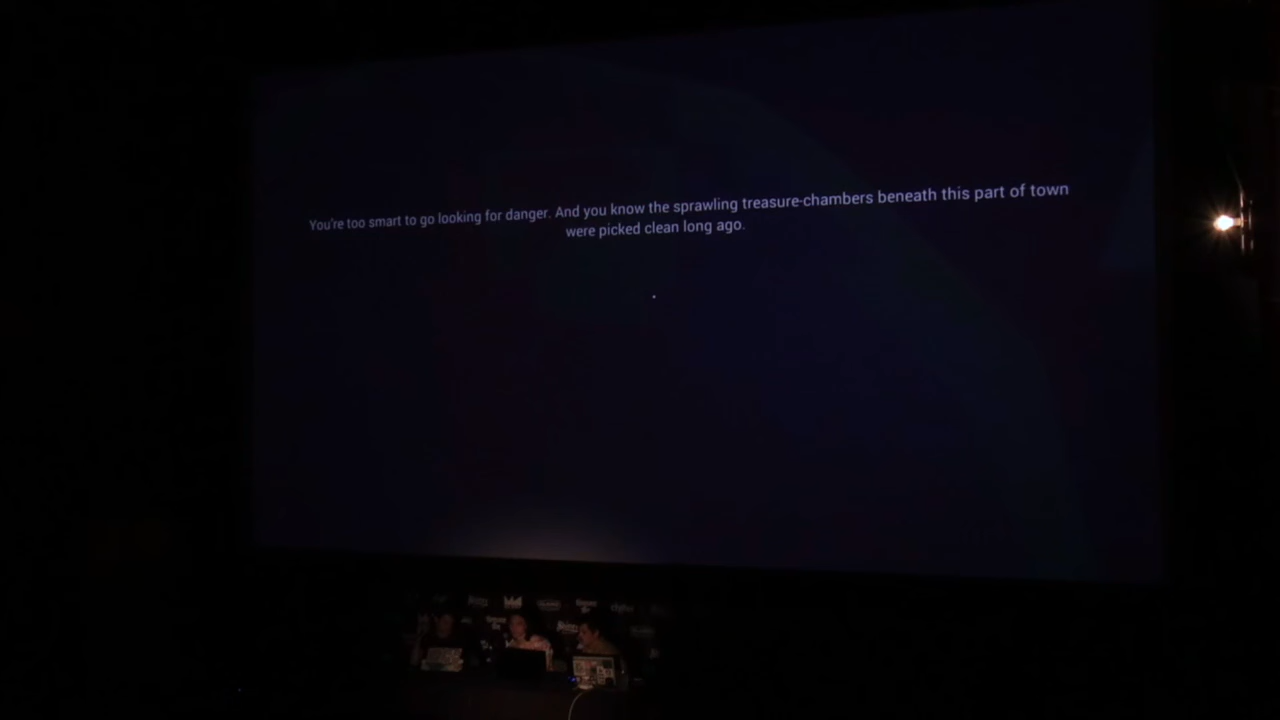 You're too smart to go looking for danger. And you know the sprawling treasure-chambers beneath this part of town
were picked clean long ago.